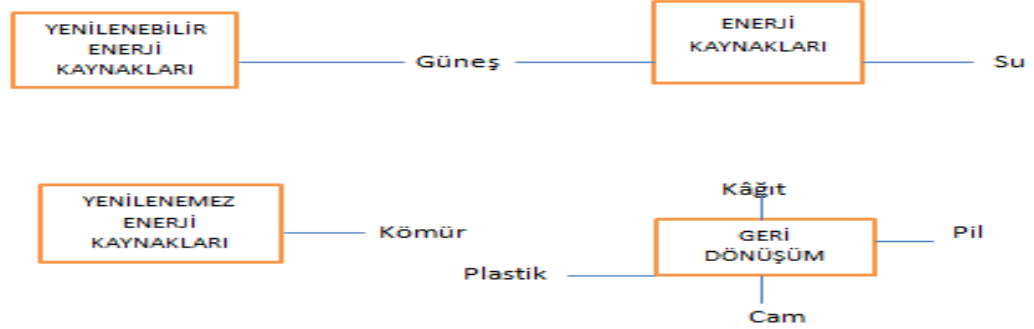 YENİLENEBİLİR
ENERJİ
KAYNAKLARI
Güneş
ENERJİ
KAYNAKLARI
Su
YENİLENEMEZ
ENERJİ
KAYNAKLARI
Kömür
Kâğıt
GERİ
DÖNÜŞÜM
Pil
Plastik
Cam